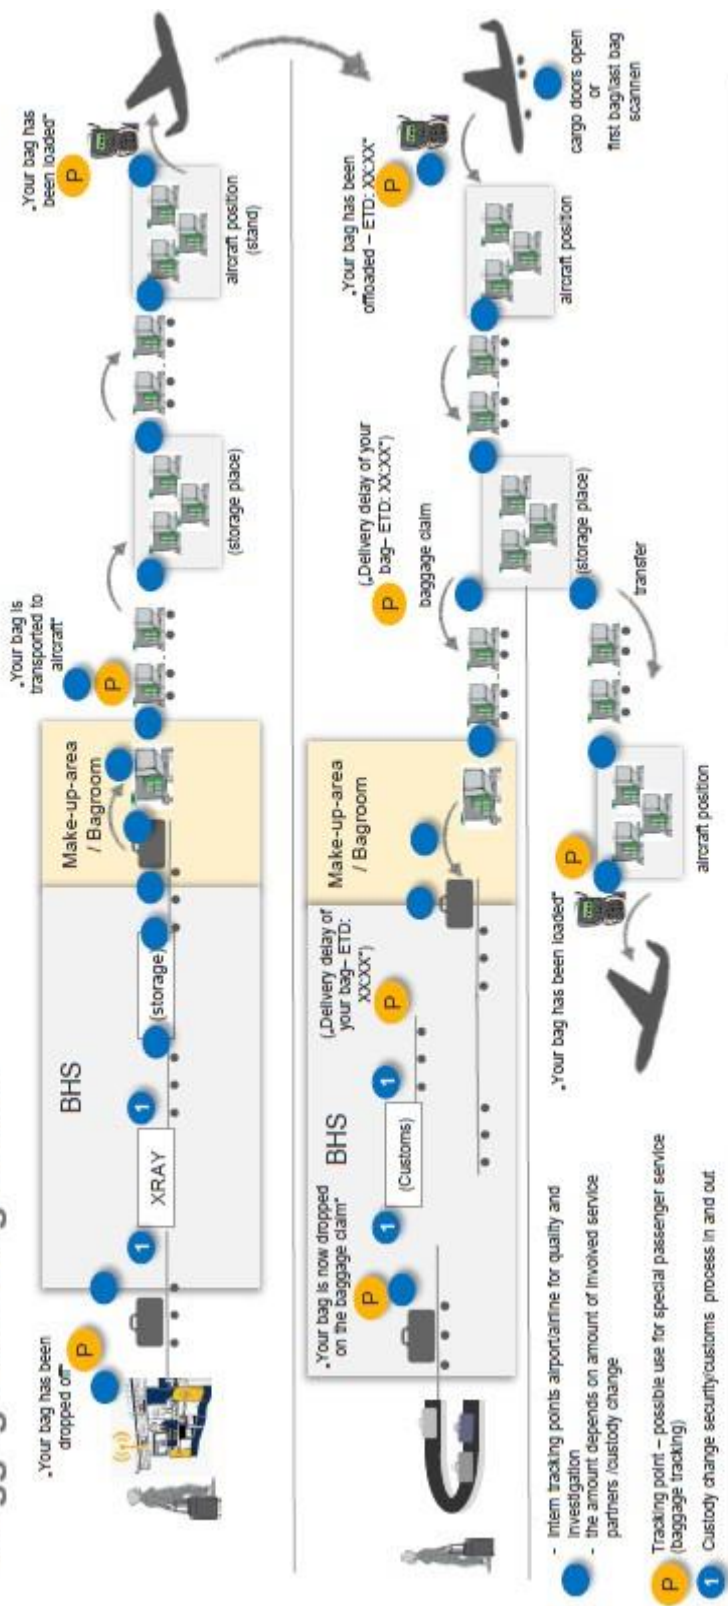 „Your bag has been
dropped off"
P
BHS
1
XRAY
1
(storage)
Make-up-area
/ Bagroom
„Your bag is
transported to
aircraft"
P
(storage place)
„Your bag has
been loaded"
P
aircraft position
(stand)
„Your bag is now dropped
on the baggage claim"
P
BHS
1
(Customs)
1
(„Delivery delay of
your bag– ETD:
XX:XX")
P
Make-up-area
/ Bagroom
(„Delivery delay of your
bag– ETD: XX:XX")
P
baggage claim
(storage place)
transfer
„Your bag has been
offloaded – ETD: XX:XX"
P
aircraft position
cargo doors open
or
first bag/last bag
scannen
„Your bag has been loaded"
P
aircraft position
- Intern tracking points airport/airline for quality and
investigation
- the amount depends on amount of involved service
partners /custody change
P
Tracking point – possible use for special passenger service
(baggage tracking)
1
Custody change security/customs process in and out